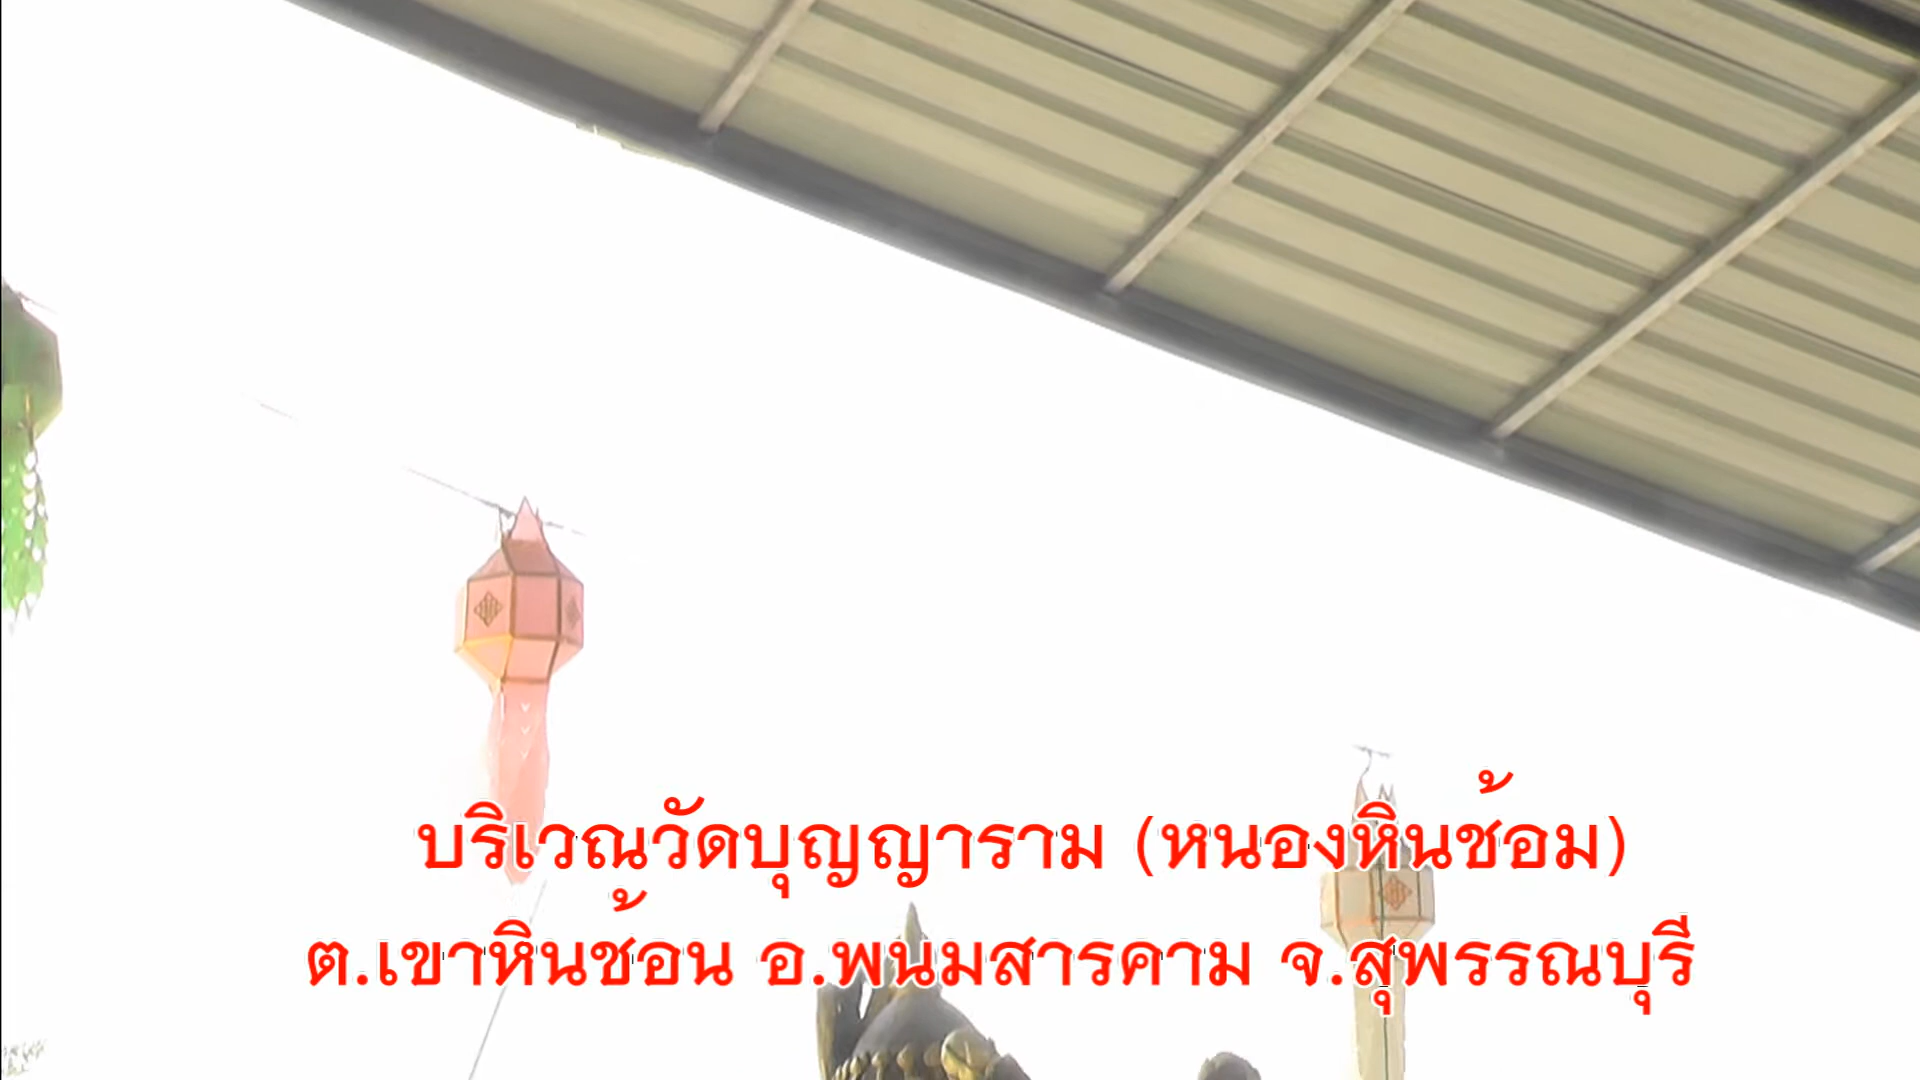 บริเวณวัดบุญญาราม (หนองหินช้อม)
ต.เขาหินช้อน อ.พนมสารคาม จ.สุพรรณบุรี